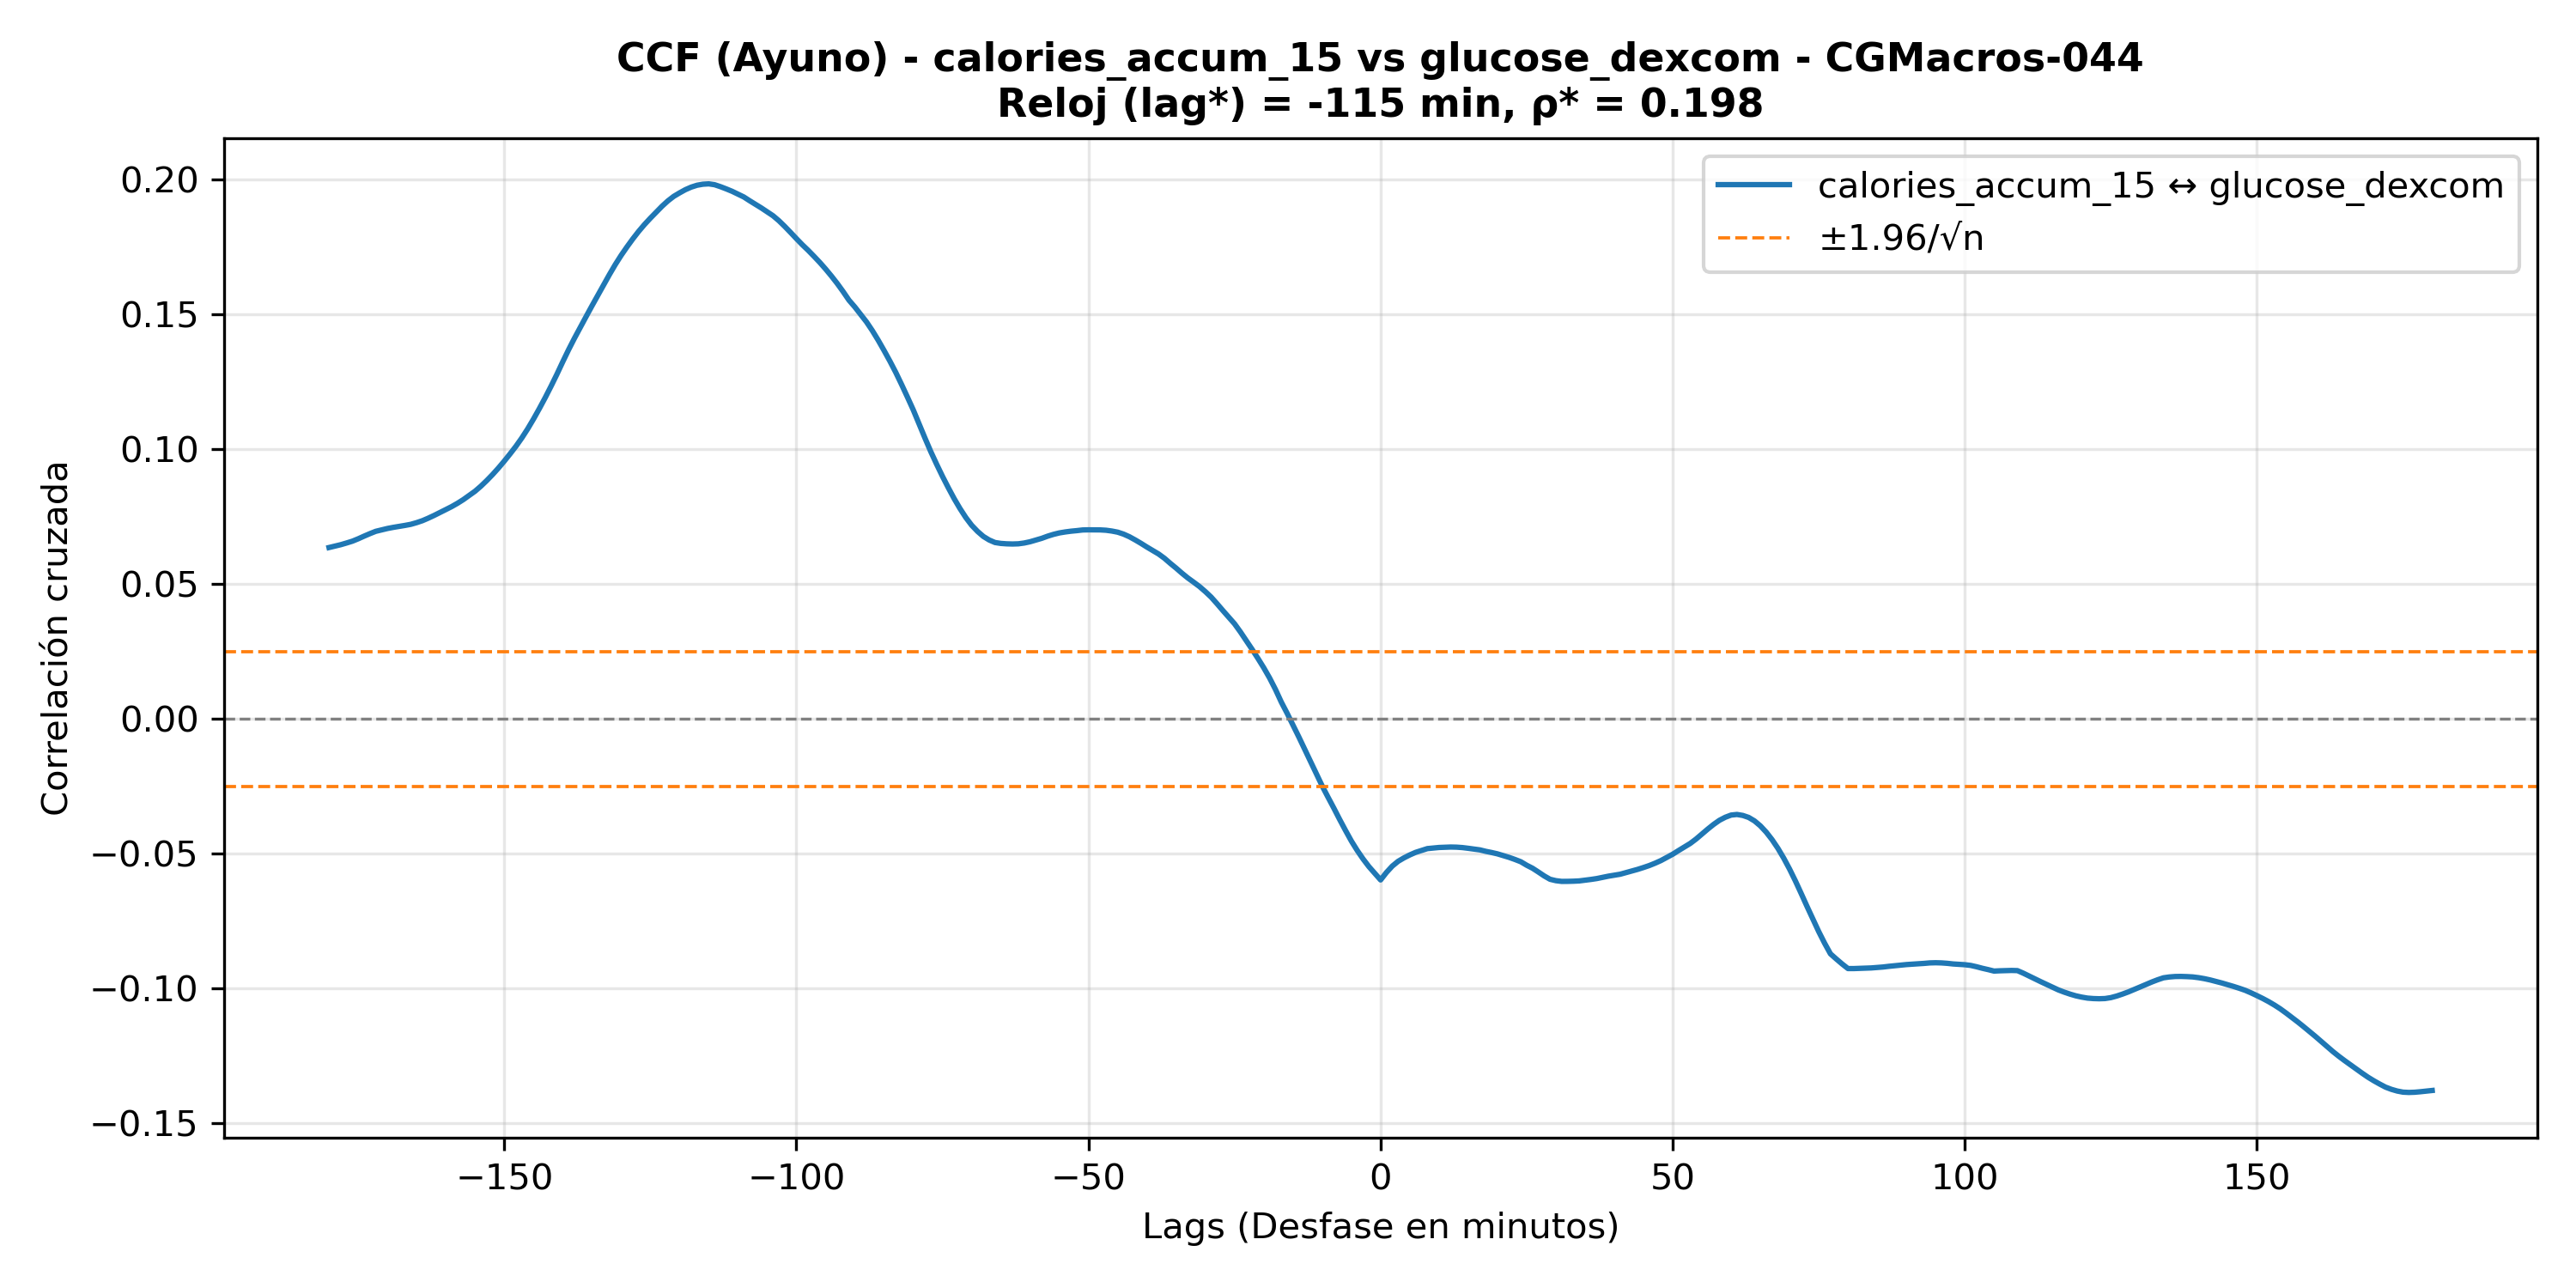 CCF (Ayuno) - calories_accum_15 vs glucose_dexcom - CGMacros-044
Reloj (lag*) = -115 min, ρ* = 0.198
calories_accum_15 ↔ glucose_dexcom
±1.96/√n
Correlación cruzada
0.20
0.15
0.10
0.05
0.00
−0.05
−0.10
−0.15
−150
−100
−50
0
50
100
150
Lags (Desfase en minutos)